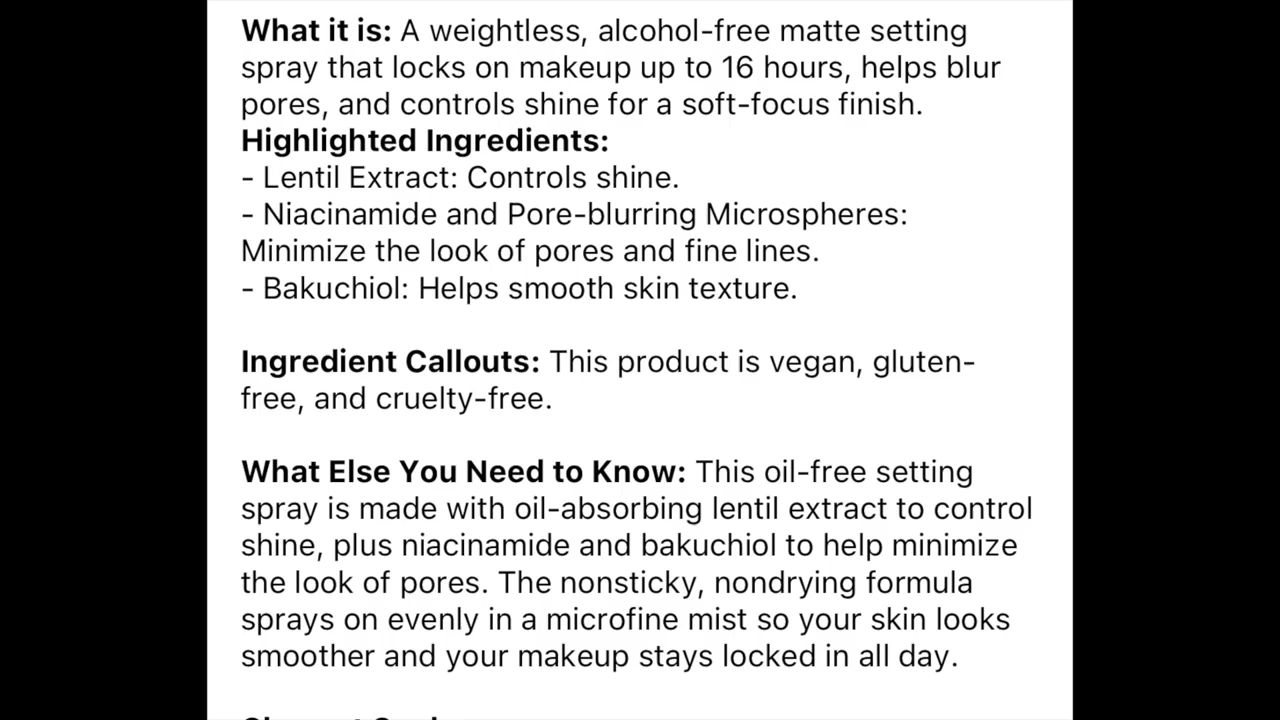 What it is: A weightless, alcohol-free matte setting
spray that locks on makeup up to 16 hours, helps blur
pores, and controls shine for a soft-focus finish.
Highlighted Ingredients:
- Lentil Extract: Controls shine.
- Niacinamide and Pore-blurring Microspheres:
Minimize the look of pores and fine lines.
- Bakuchiol: Helps smooth skin texture.
Ingredient Callouts: This product is vegan, gluten-
free, and cruelty-free.
What Else You Need to Know: This oil-free setting
spray is made with oil-absorbing lentil extract to control
shine, plus niacinamide and bakuchiol to help minimize
the look of pores. The nonsticky, nondrying formula
sprays on evenly in a microfine mist so your skin looks
smoother and your makeup stays locked in all day.